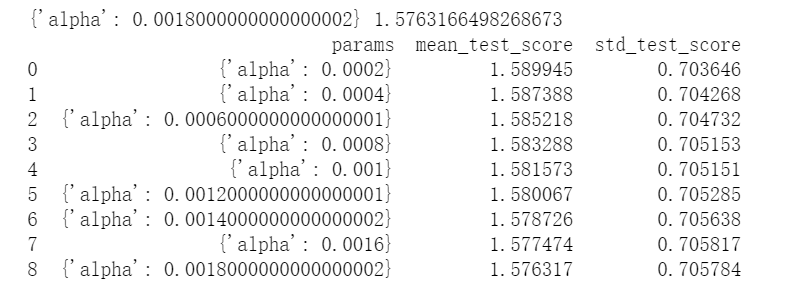 {'alpha': 0.0018000000000000002} 1.5763166498268673
params mean_test_score std_test_score
0 {'alpha': 0.0002} 1.589945 0.703646
1 {'alpha': 0.0004} 1.587388 0.704268
2 {'alpha': 0.0006000000000000001} 1.585218 0.704732
3 {'alpha': 0.0008} 1.583288 0.705153
4 {'alpha': 0.001} 1.581573 0.705151
5 {'alpha': 0.0012000000000000001} 1.580067 0.705285
6 {'alpha': 0.0014000000000000002} 1.578726 0.705638
7 {'alpha': 0.0016} 1.577474 0.705817
8 {'alpha': 0.0018000000000000002} 1.576317 0.705784